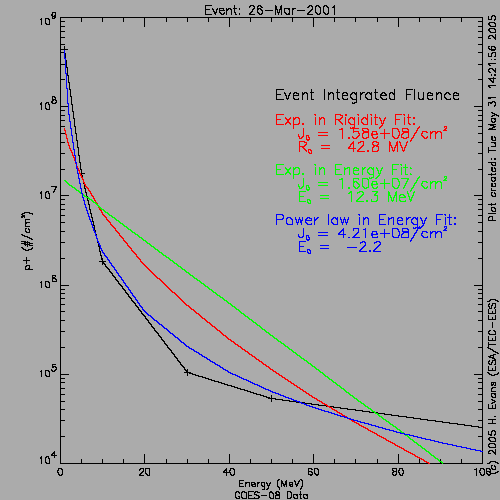 Event: 26-Mar-2001
10⁹
10⁸
10⁷
10⁶
10⁵
10⁴
p+ (#/cm²)
Event Integrated Fluence
Exp. in Rigidity Fit:
J₀ = 1.58e+08/cm²
R₀ = 42.8 MV
Exp. in Energy Fit:
J₀ = 1.60e+07/cm²
E₀ = 12.3 MeV
Power law in Energy Fit:
J₀ = 4.21e+08/cm²
E₀ = -2.2
0 20 40 60 80 100
Energy (MeV)
GOES-08 Data
Plot created: Tue May 31 14:21:56 2005
(c) 2005 H. Evans (ESA/TEC-EES)